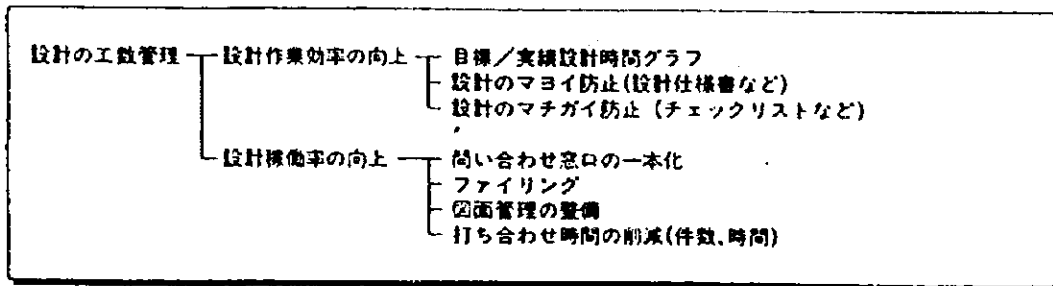 設計の工数管理 設計作業効率の向上 目標／実績設計時間グラフ
設計のマヨイ防止(設計仕様書など)
設計のマチガイ防止 (チェックリストなど)
設計稼働率の向上 問い合わせ窓口の一本化
ファイリング
図面管理の整備
打ち合わせ時間の削減(件数、時間)